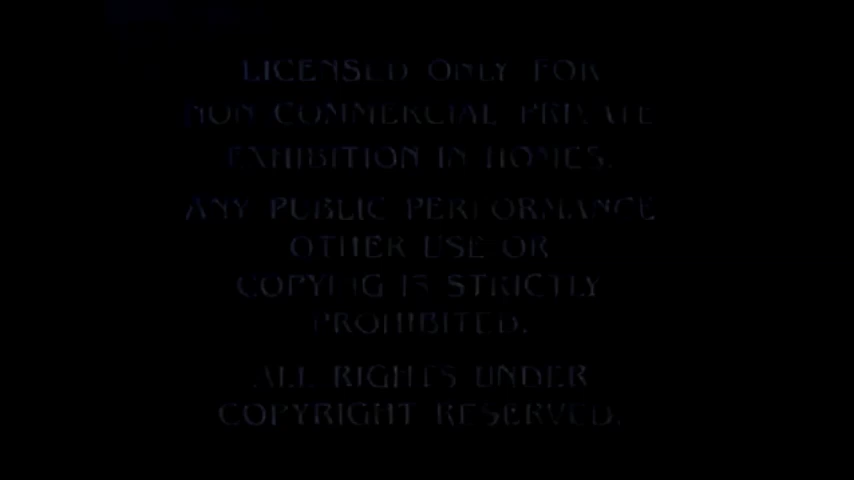 LICENSED ONLY FOR
NON COMMERCIAL PRIVATE
EXHIBITION IN HOMES.
ANY PUBLIC PERFORMANCE
OTHER USE OR
COPYING IS STRICTLY
PROHIBITED.
ALL RIGHTS UNDER
COPYRIGHT RESERVED.